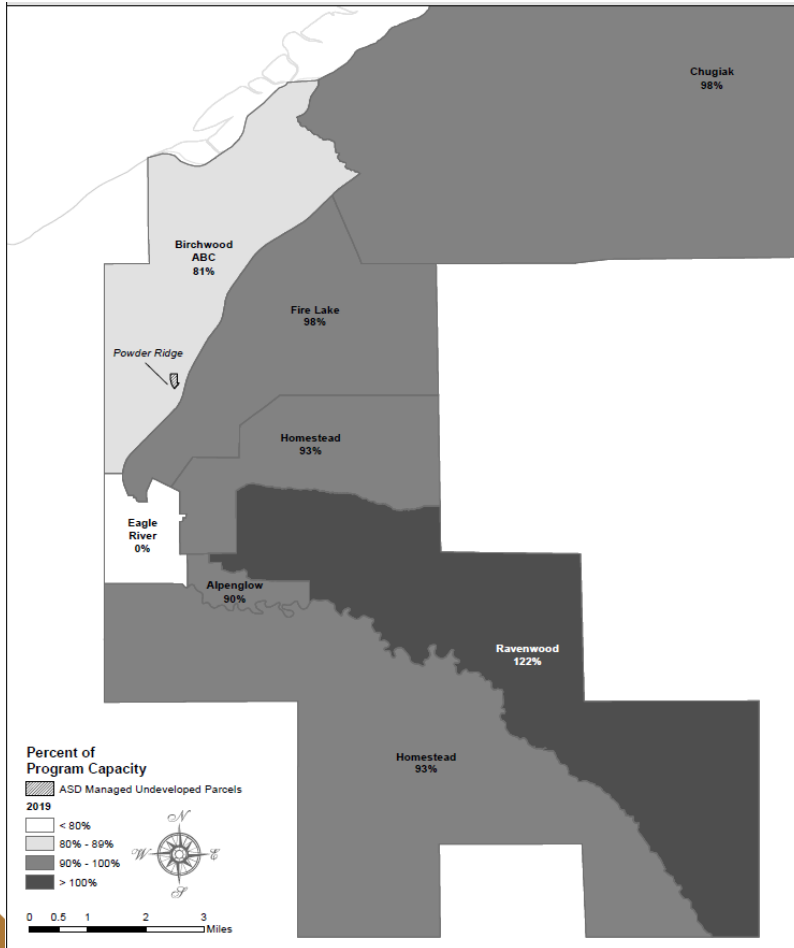 Chugiak
98%
Birchwood
ABC
81%
Fire Lake
98%
Powder Ridge
Homestead
93%
Eagle
River
0%
Alpenglow
90%
Ravenwood
122%
Homestead
93%
Percent of
Program Capacity
ASD Managed Undeveloped Parcels
2019
< 80%
80% - 89%
90% - 100%
> 100%
N
W
E
S
0 0.5 1 2 3
Miles